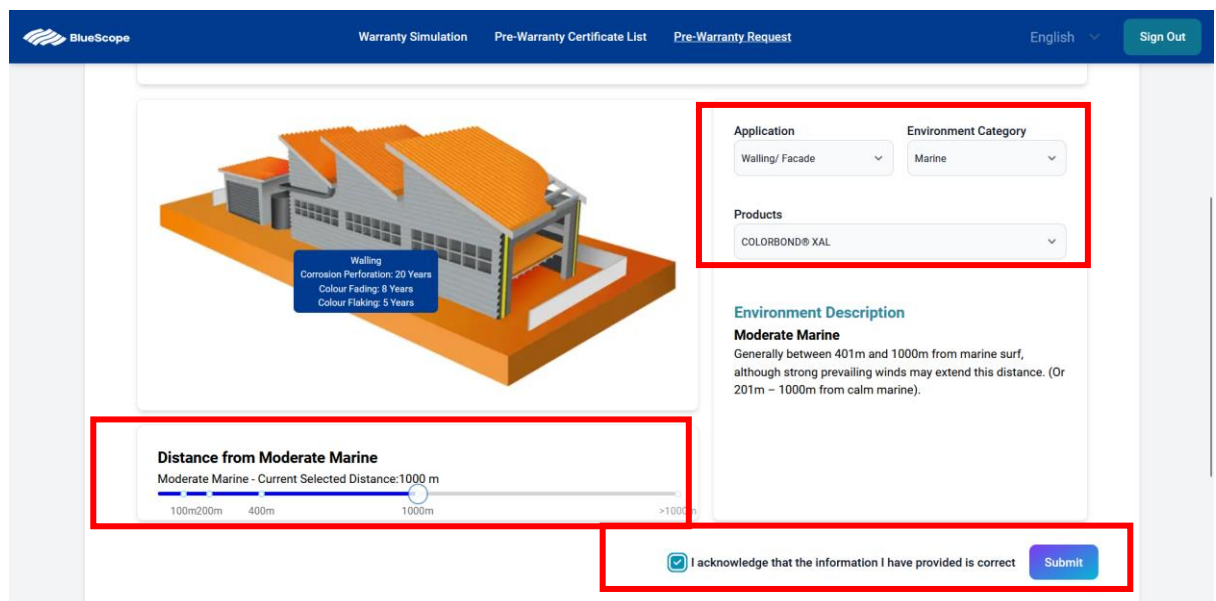 BlueScope
Warranty Simulation
Pre-Warranty Certificate List
Pre-Warranty Request
English
Sign Out
Application
Environment Category
Walling/ Facade
Marine
Products
COLORBOND® XAL
Walling
Corrosion Perforation: 20 Years
Colour Fading: 8 Years
Colour Flaking: 5 Years
Environment Description
Moderate Marine
Generally between 401m and 1000m from marine surf,
although strong prevailing winds may extend this distance. (Or
201m – 1000m from calm marine).
Distance from Moderate Marine
Moderate Marine - Current Selected Distance:1000 m
100m200m 400m 1000m >1000m
I acknowledge that the information I have provided is correct
Submit